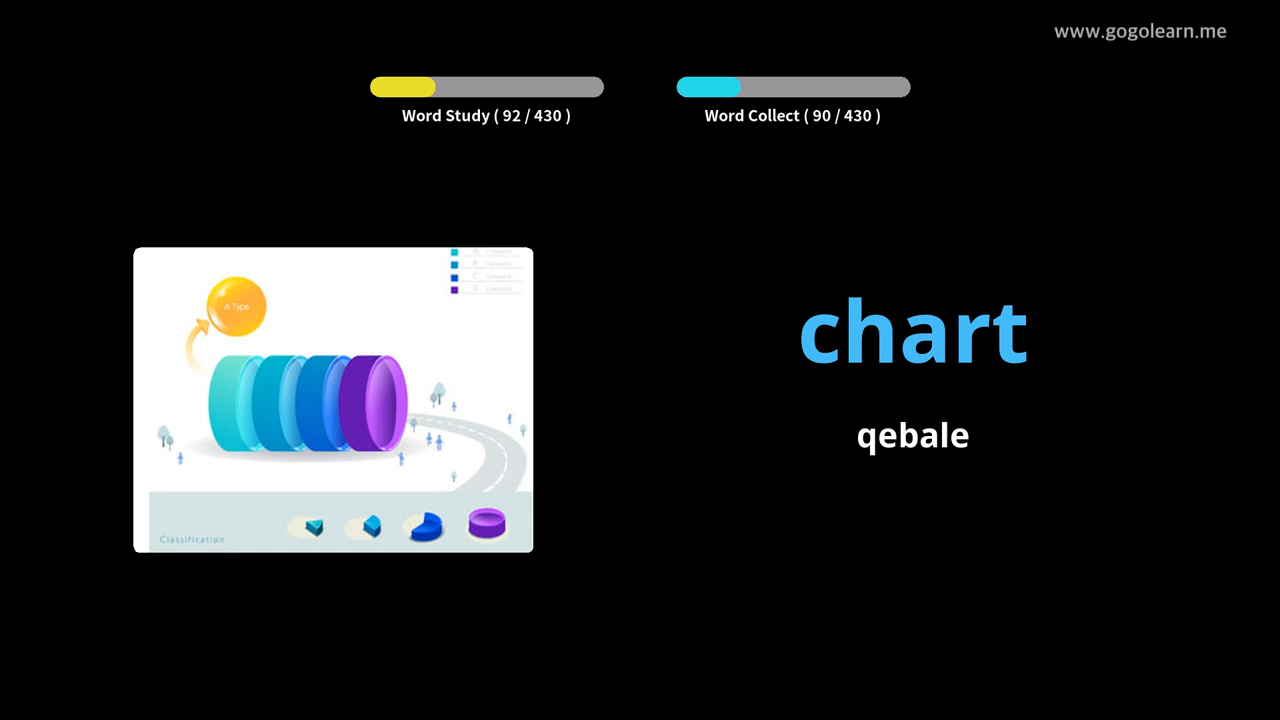 www.gogolearn.me
Word Study ( 92 / 430 )
Word Collect ( 90 / 430 )
A Type
A
B
C
D
chart
qebale
Classification